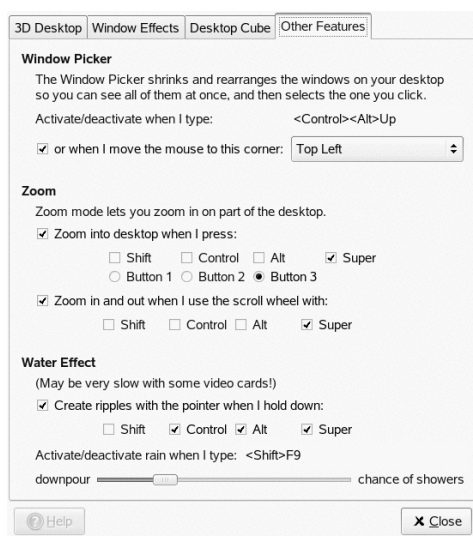 3D Desktop Window Effects Desktop Cube Other Features
Window Picker
The Window Picker shrinks and rearranges the windows on your desktop
so you can see all of them at once, and then selects the one you click.
Activate/deactivate when I type: <Control><Alt>Up
or when I move the mouse to this corner: Top Left
Zoom
Zoom mode lets you zoom in on part of the desktop.
Zoom into desktop when I press:
Shift Control Alt Super
Button 1 Button 2 Button 3
Zoom in and out when I use the scroll wheel with:
Shift Control Alt Super
Water Effect
(May be very slow with some video cards!)
Create ripples with the pointer when I hold down:
Shift Control Alt Super
Activate/deactivate rain when I type: <Shift>F9
downpour chance of showers
Help Close